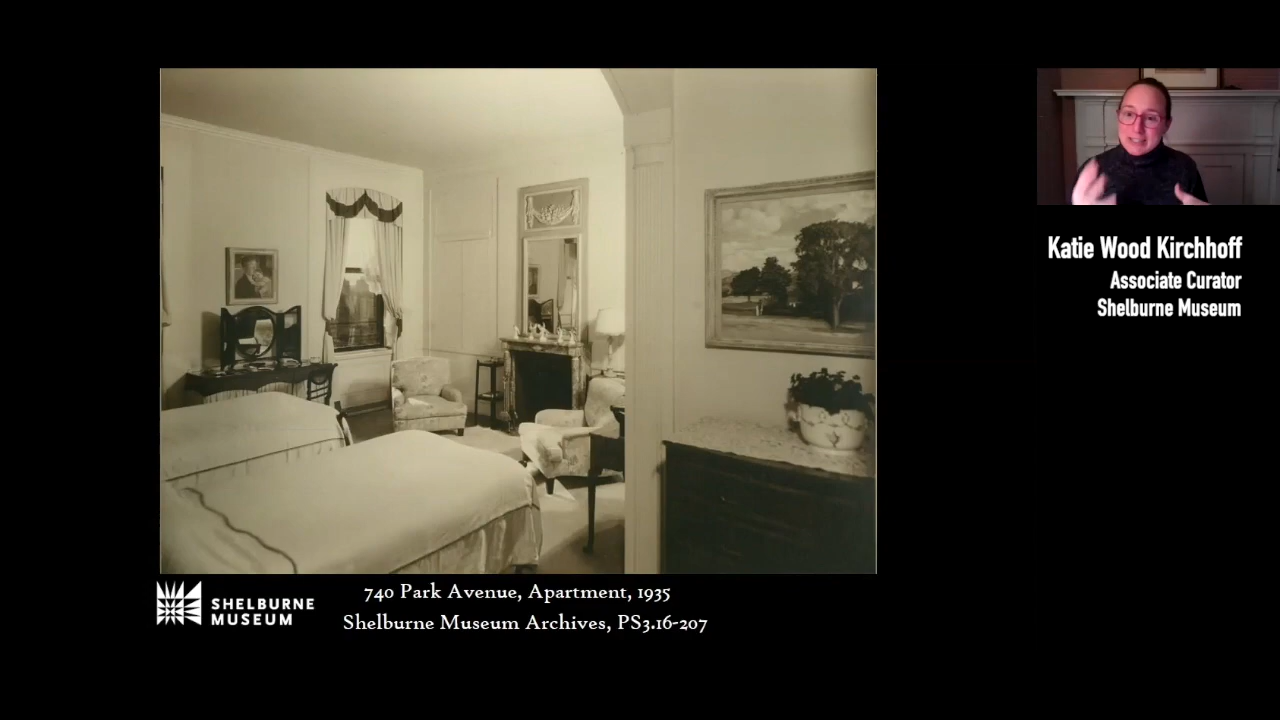 Katie Wood Kirchhoff
Associate Curator
Shelburne Museum
SHELBURNE
MUSEUM
740 Park Avenue, Apartment, 1935
Shelburne Museum Archives, PS3.16-207